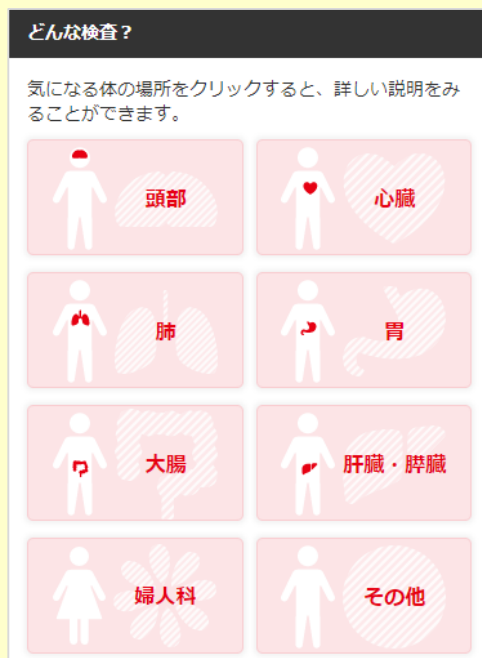 どんな検査？
気になる体の場所をクリックすると、詳しい説明をみ
ることができます。
頭部
心臓
肺
胃
大腸
肝臓・膵臓
婦人科
その他